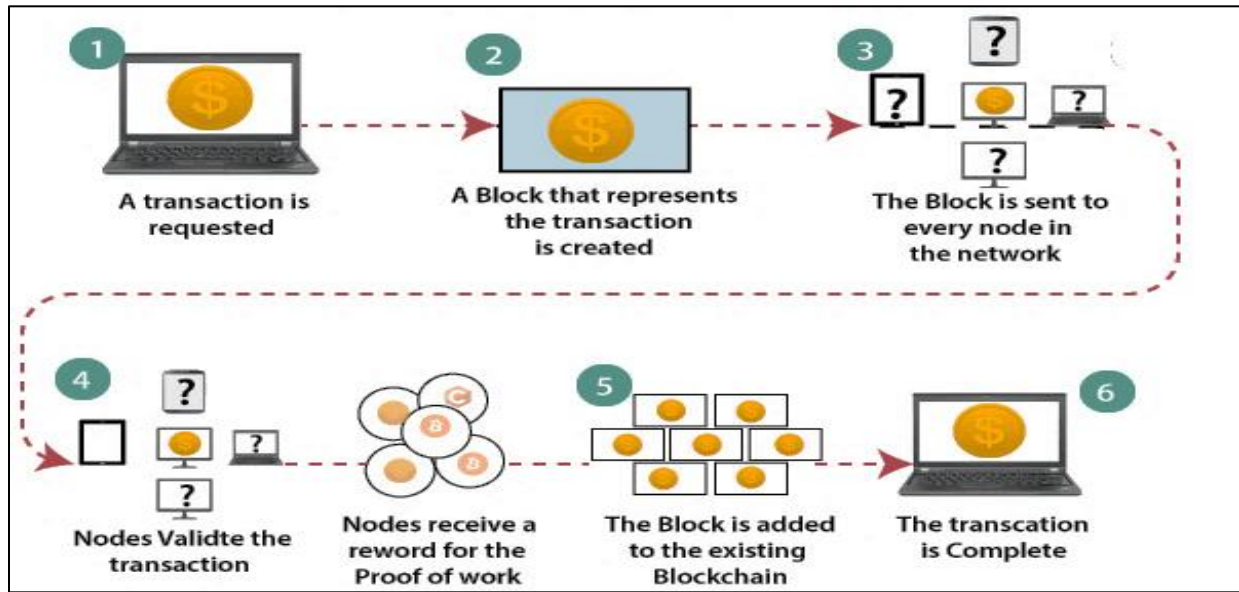 1
A transaction is
requested
2
A Block that represents
the transaction
is created
3
The Block is sent to
every node in
the network
4
Nodes Validte the
transaction
Nodes receive a
reword for the
Proof of work
5
The Block is added
to the existing
Blockchain
6
The transcation
is Complete